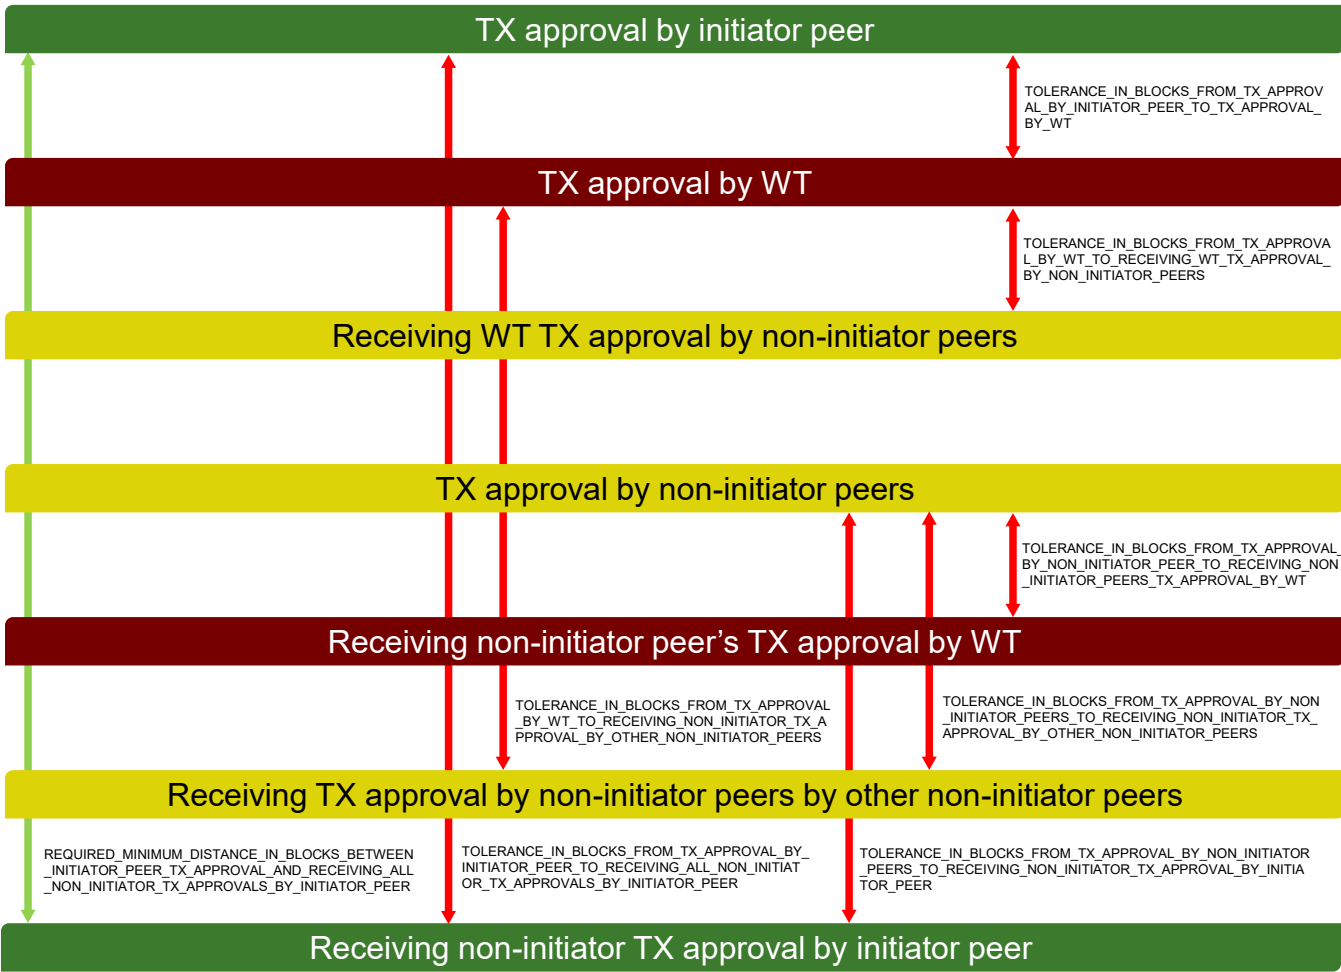 TX approval by initiator peer
TOLERANCE_IN_BLOCKS_FROM_TX_APPROV
AL_BY_INITIATOR_PEER_TO_TX_APPROVAL_
BY_WT
TX approval by WT
TOLERANCE_IN_BLOCKS_FROM_TX_APPROVA
L_BY_WT_TO_RECEIVING_WT_TX_APPROVAL_
BY_NON_INITIATOR_PEERS
Receiving WT TX approval by non-initiator peers
TX approval by non-initiator peers
TOLERANCE_IN_BLOCKS_FROM_TX_APPROVAL_
BY_NON_INITIATOR_PEER_TO_RECEIVING_NON
_INITIATOR_PEERS_TX_APPROVAL_BY_WT
Receiving non-initiator peer’s TX approval by WT
TOLERANCE_IN_BLOCKS_FROM_TX_APPROVAL
_BY_WT_TO_RECEIVING_NON_INITIATOR_TX_A
PPROVAL_BY_OTHER_NON_INITIATOR_PEERS
TOLERANCE_IN_BLOCKS_FROM_TX_APPROVAL_BY_NON
_INITIATOR_PEERS_TO_RECEIVING_NON_INITIATOR_TX_
APPROVAL_BY_OTHER_NON_INITIATOR_PEERS
Receiving TX approval by non-initiator peers by other non-initiator peers
REQUIRED_MINIMUM_DISTANCE_IN_BLOCKS_BETWEEN
_INITIATOR_PEER_TX_APPROVAL_AND_RECEIVING_ALL
_NON_INITIATOR_TX_APPROVALS_BY_INITIATOR_PEER
TOLERANCE_IN_BLOCKS_FROM_TX_APPROVAL_BY_
INITIATOR_PEER_TO_RECEIVING_ALL_NON_INITIAT
OR_TX_APPROVALS_BY_INITIATOR_PEER
TOLERANCE_IN_BLOCKS_FROM_TX_APPROVAL_BY_NON_INITIATOR
_PEERS_TO_RECEIVING_NON_INITIATOR_TX_APPROVAL_BY_INITIA
TOR_PEER
Receiving non-initiator TX approval by initiator peer